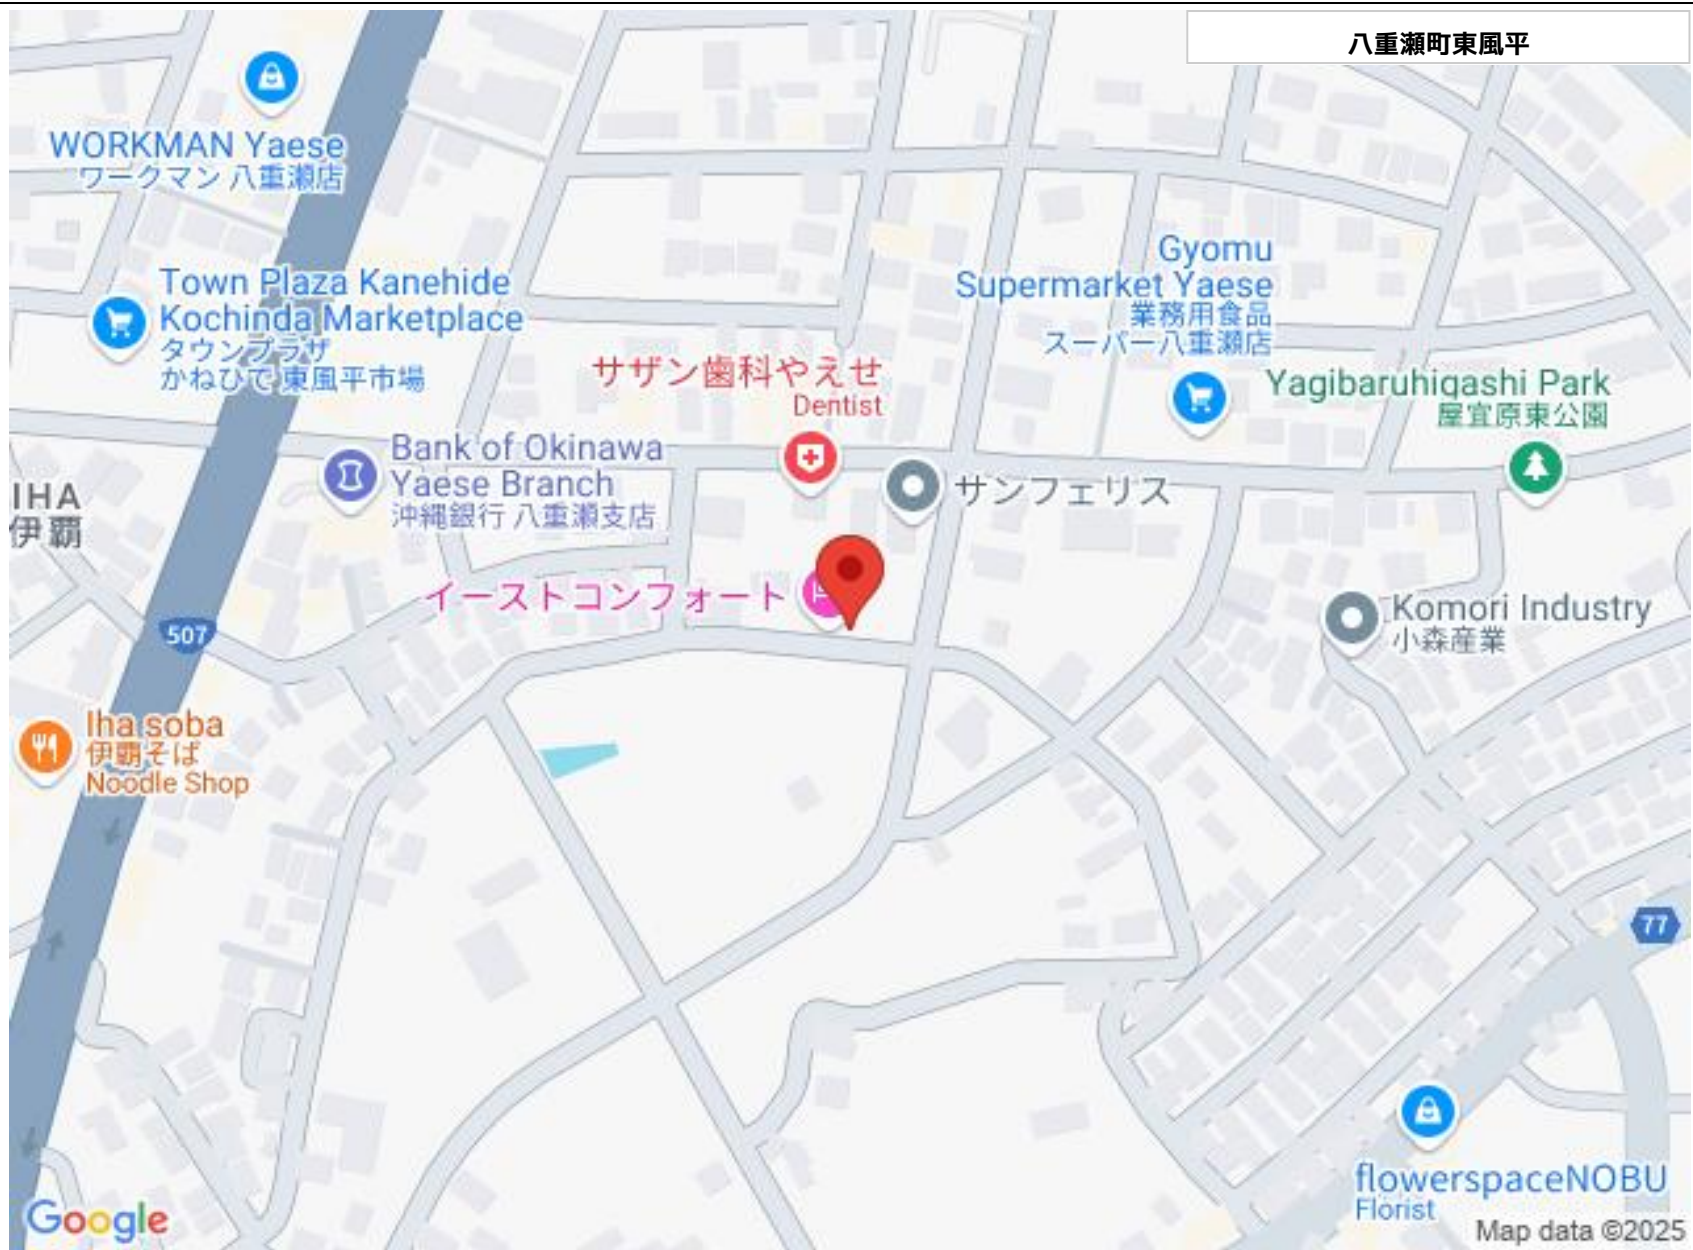 八重瀬町東風平
WORKMAN Yaese
ワークマン 八重瀬店
Town Plaza Kanehide
Kochinda Marketplace
タウンプラザ
かねひで 東風平市場
Gyomu
Supermarket Yaese
業務用食品
スーパー八重瀬店
サザン歯科やえせ
Dentist
Yagibaruhigashi Park
屋宜原東公園
Bank of Okinawa
Yaese Branch
沖縄銀行 八重瀬支店
サンフェリス
IHA
伊覇
イーストコンフォート
507
Komori Industry
小森産業
Iha soba
伊覇そば
Noodle Shop
77
flowerspaceNOBU
Florist
Google
Map data ©2025